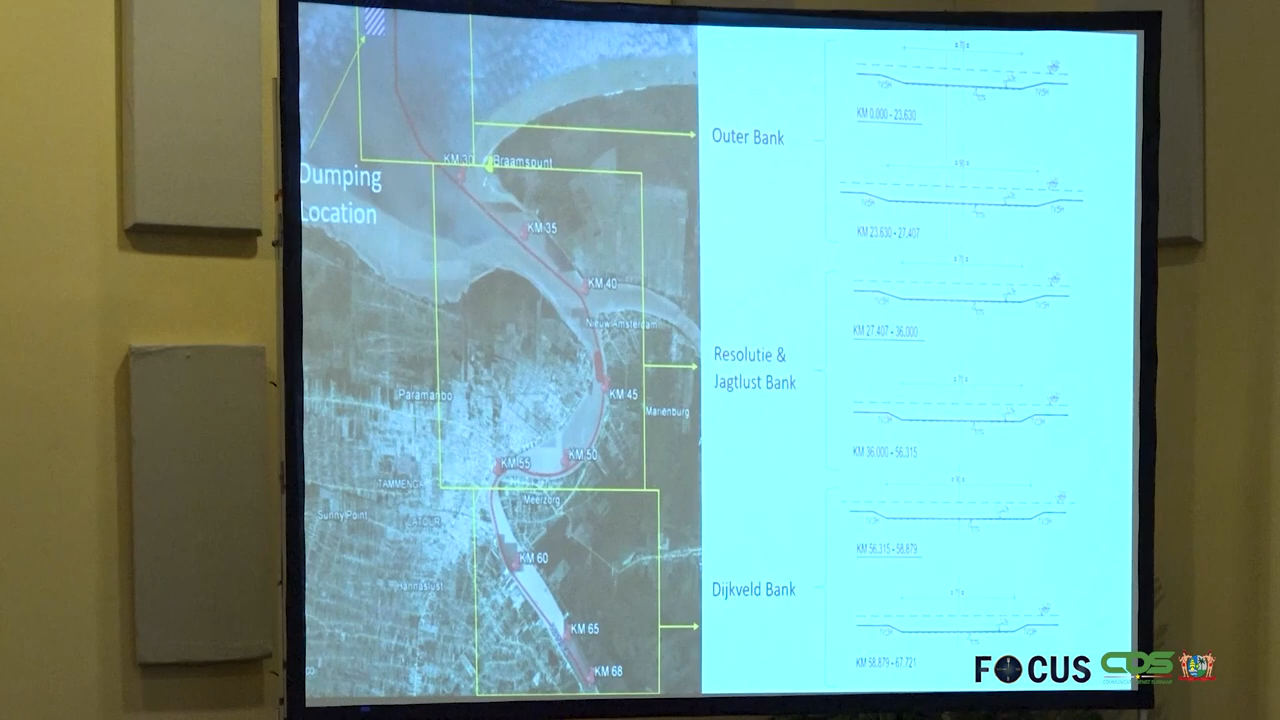 Dumping
Location
KM 30
Braamspunt
KM 35
KM 40
Nieuw Amsterdam
Paramaribo
KM 45
Marienburg
KM 50
KM 55
TAMMENGA
Meerzorg
Sunny Point
LATOUR
KM 60
Hannaslust
KM 65
KM 68
Outer Bank
Resolutie &
Jagtlust Bank
Dijkveld Bank
KM 0.000 - 23.630
KM 23.630 - 27.407
KM 27.407 - 36.000
KM 36.000 - 56.315
KM 56.315 - 58.879
KM 58.879 - 67.721
FOCUS
CDS